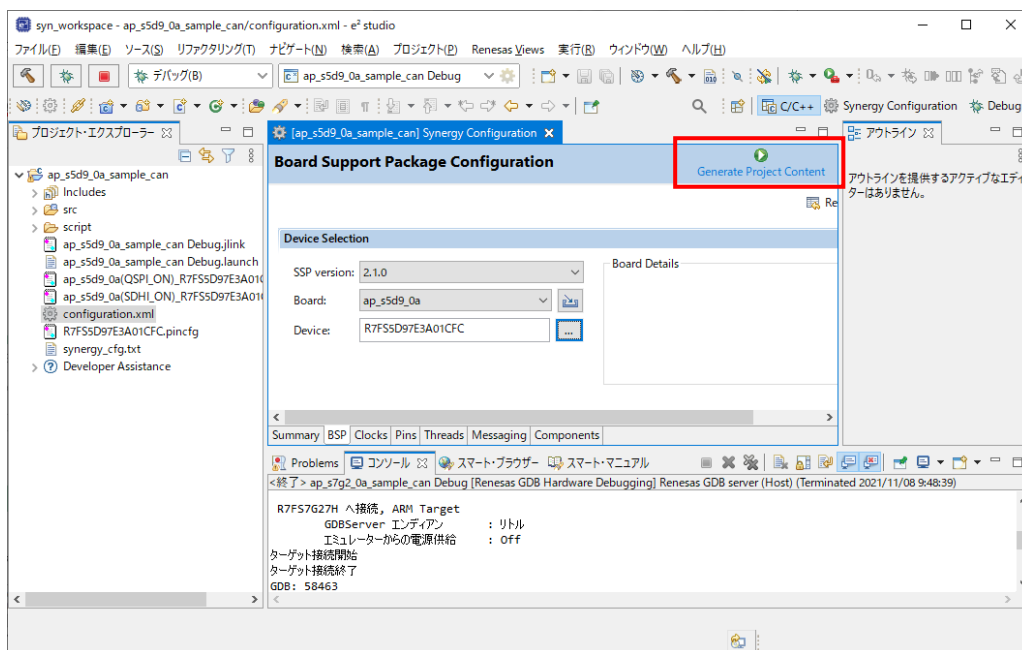 syn_workspace - ap_s5d9_0a_sample_can/configuration.xml - e² studio
ファイル(F) 編集(E) ソース(S) リファクタリング(T) ナビゲート(N) 検索(A) プロジェクト(P) Renesas Views 実行(R) ウィンドウ(W) ヘルプ(H)
デバッグ(B) ap_s5d9_0a_sample_can Debug
C/C++ Synergy Configuration Debug
プロジェクト・エクスプローラー
[ap_s5d9_0a_sample_can] Synergy Configuration
アウトライン
ap_s5d9_0a_sample_can
Includes
src
script
ap_s5d9_0a_sample_can Debug.jlink
ap_s5d9_0a_sample_can Debug.launch
ap_s5d9_0a(QSPI_ON)_R7FS5D97E3A01(
ap_s5d9_0a(SDHI_ON)_R7FS5D97E3A01
configuration.xml
R7FS5D97E3A01CFC.pincfg
synergy_cfg.txt
Developer Assistance
Board Support Package Configuration
Generate Project Content
Re
Device Selection
SSP version: 2.1.0
Board: ap_s5d9_0a
Device: R7FS5D97E3A01CFC
...
Board Details
Summary BSP Clocks Pins Threads Messaging Components
アウトラインを提供するアクティブなエディ
ターはありません。
Problems コンソール スマート・ブラウザー スマート・マニュアル
<終了> ap_s7g2_0a_sample_can Debug [Renesas GDB Hardware Debugging] Renesas GDB server (Host) (Terminated 2021/11/08 9:48:39)
R7FS7G27H へ接続, ARM Target
GDBServer エンディアン : リトル
エミュレーターからの電源供給 : Off
ターゲット接続開始
ターゲット接続終了
GDB: 58463